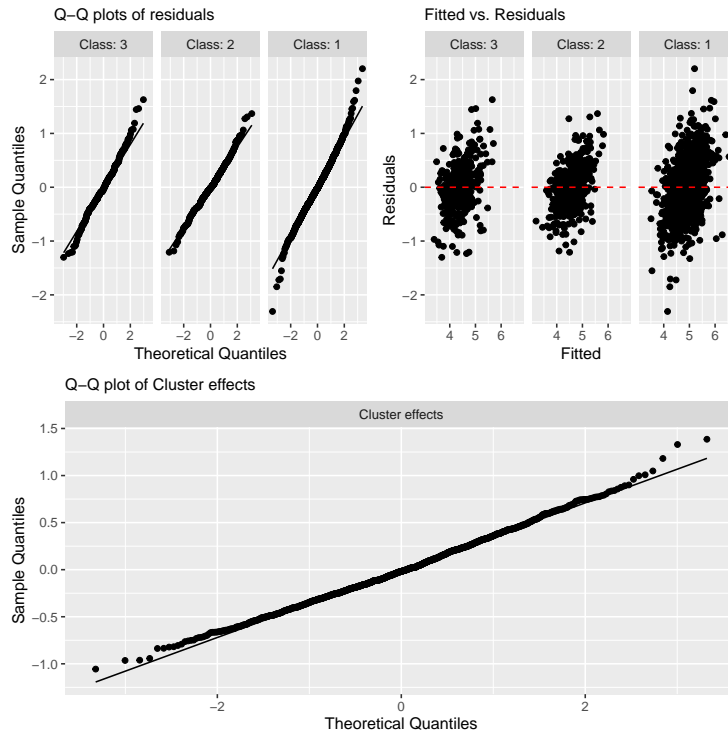 Q−Q plots of residuals
Class: 3 Class: 2 Class: 1
2
1
0
−1
−2
−2 0 2 −2 0 2 −2 0 2
Sample Quantiles
Theoretical Quantiles
Fitted vs. Residuals
Class: 3 Class: 2 Class: 1
2
1
0
−1
−2
4 5 6 4 5 6 4 5 6
Residuals
Fitted
Q−Q plot of Cluster effects
Cluster effects
1.5
1.0
0.5
0.0
−0.5
−1.0
−2 0 2
Sample Quantiles
Theoretical Quantiles